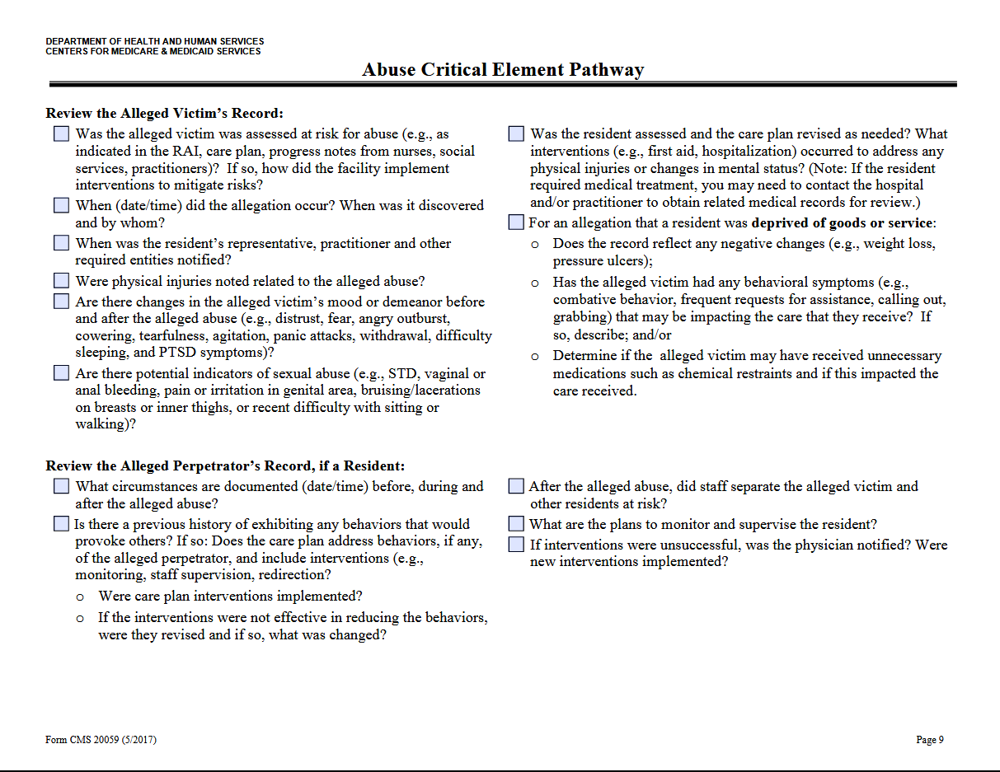 DEPARTMENT OF HEALTH AND HUMAN SERVICES
CENTERS FOR MEDICARE & MEDICAID SERVICES
Abuse Critical Element Pathway
Review the Alleged Victim's Record:
Was the alleged victim was assessed at risk for abuse (e.g., as
indicated in the RAI, care plan, progress notes from nurses, social
services, practitioners)?  If so, how did the facility implement
interventions to mitigate risks?
When (date/time) did the allegation occur? When was it discovered
and by whom?
When was the resident's representative, practitioner and other
required entities notified?
Were physical injuries noted related to the alleged abuse?
Are there changes in the alleged victim's mood or demeanor before
and after the alleged abuse (e.g., distrust, fear, angry outburst,
cowering, tearfulness, agitation, panic attacks, withdrawal, difficulty
sleeping, and PTSD symptoms)?
Are there potential indicators of sexual abuse (e.g., STD, vaginal or
anal bleeding, pain or irritation in genital area, bruising/lacerations
on breasts or inner thighs, or recent difficulty with sitting or
walking)?
Was the resident assessed and the care plan revised as needed? What
interventions (e.g., first aid, hospitalization) occurred to address any
physical injuries or changes in mental status? (Note: If the resident
required medical treatment, you may need to contact the hospital
and/or practitioner to obtain related medical records for review.)
For an allegation that a resident was deprived of goods or service:
o Does the record reflect any negative changes (e.g., weight loss,
pressure ulcers);
o Has the alleged victim had any behavioral symptoms (e.g.,
combative behavior, frequent requests for assistance, calling out,
grabbing) that may be impacting the care that they receive?  If
so, describe; and/or
o Determine if the  alleged victim may have received unnecessary
medications such as chemical restraints and if this impacted the
care received.
Review the Alleged Perpetrator's Record, if a Resident:
What circumstances are documented (date/time) before, during and
after the alleged abuse?
Is there a previous history of exhibiting any behaviors that would
provoke others? If so: Does the care plan address behaviors, if any,
of the alleged perpetrator, and include interventions (e.g.,
monitoring, staff supervision, redirection?
o Were care plan interventions implemented?
o If the interventions were not effective in reducing the behaviors,
were they revised and if so, what was changed?
After the alleged abuse, did staff separate the alleged victim and
other residents at risk?
What are the plans to monitor and supervise the resident?
If interventions were unsuccessful, was the physician notified? Were
new interventions implemented?
Form CMS 20059 (5/2017)
Page 9